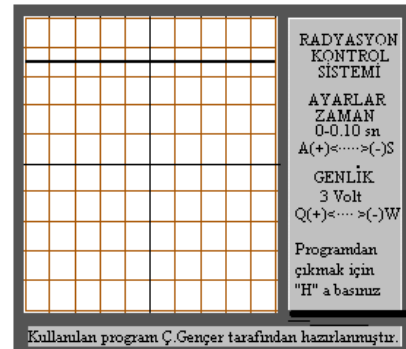 RADYASYON
KONTROL
SİSTEMİ
AYARLAR
ZAMAN
0-0.10 sn
A(+)<·····>(-)S
GENLİK
3 Volt
Q(+)<···· >(-)W
Programdan
çıkmak için
"H" a basınız
Kullanılan program Ç.Gençer tarafından hazırlanmıştır.